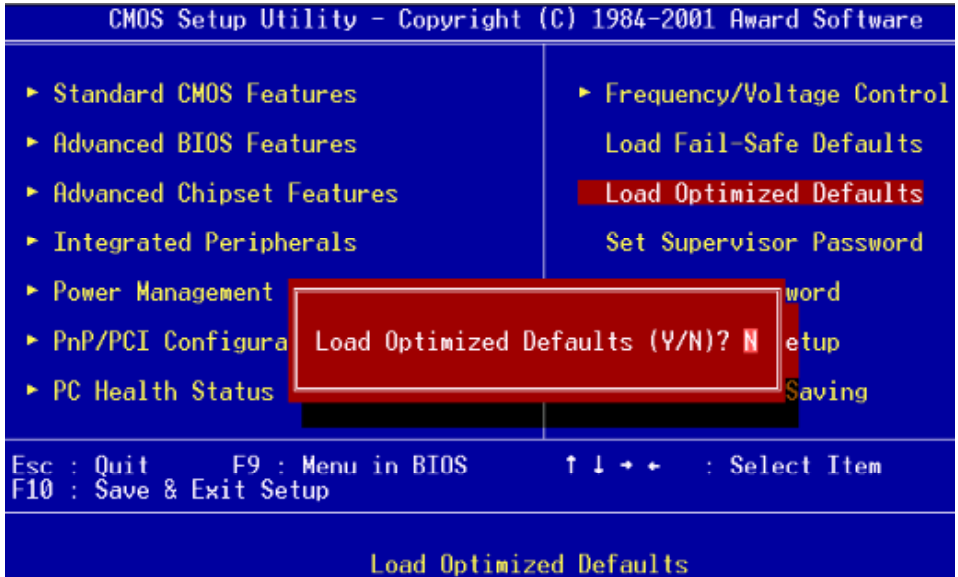 CMOS Setup Utility - Copyright (C) 1984-2001 Award Software
► Standard CMOS Features
► Advanced BIOS Features
► Advanced Chipset Features
► Integrated Peripherals
► Power Management
► PnP/PCI Configura
► PC Health Status
► Frequency/Voltage Control
Load Fail-Safe Defaults
Load Optimized Defaults
Set Supervisor Password
word
etup
Saving
Load Optimized Defaults (Y/N)? N
Esc : Quit F9 : Menu in BIOS ↑ ↓ → ← : Select Item
F10 : Save & Exit Setup
Load Optimized Defaults